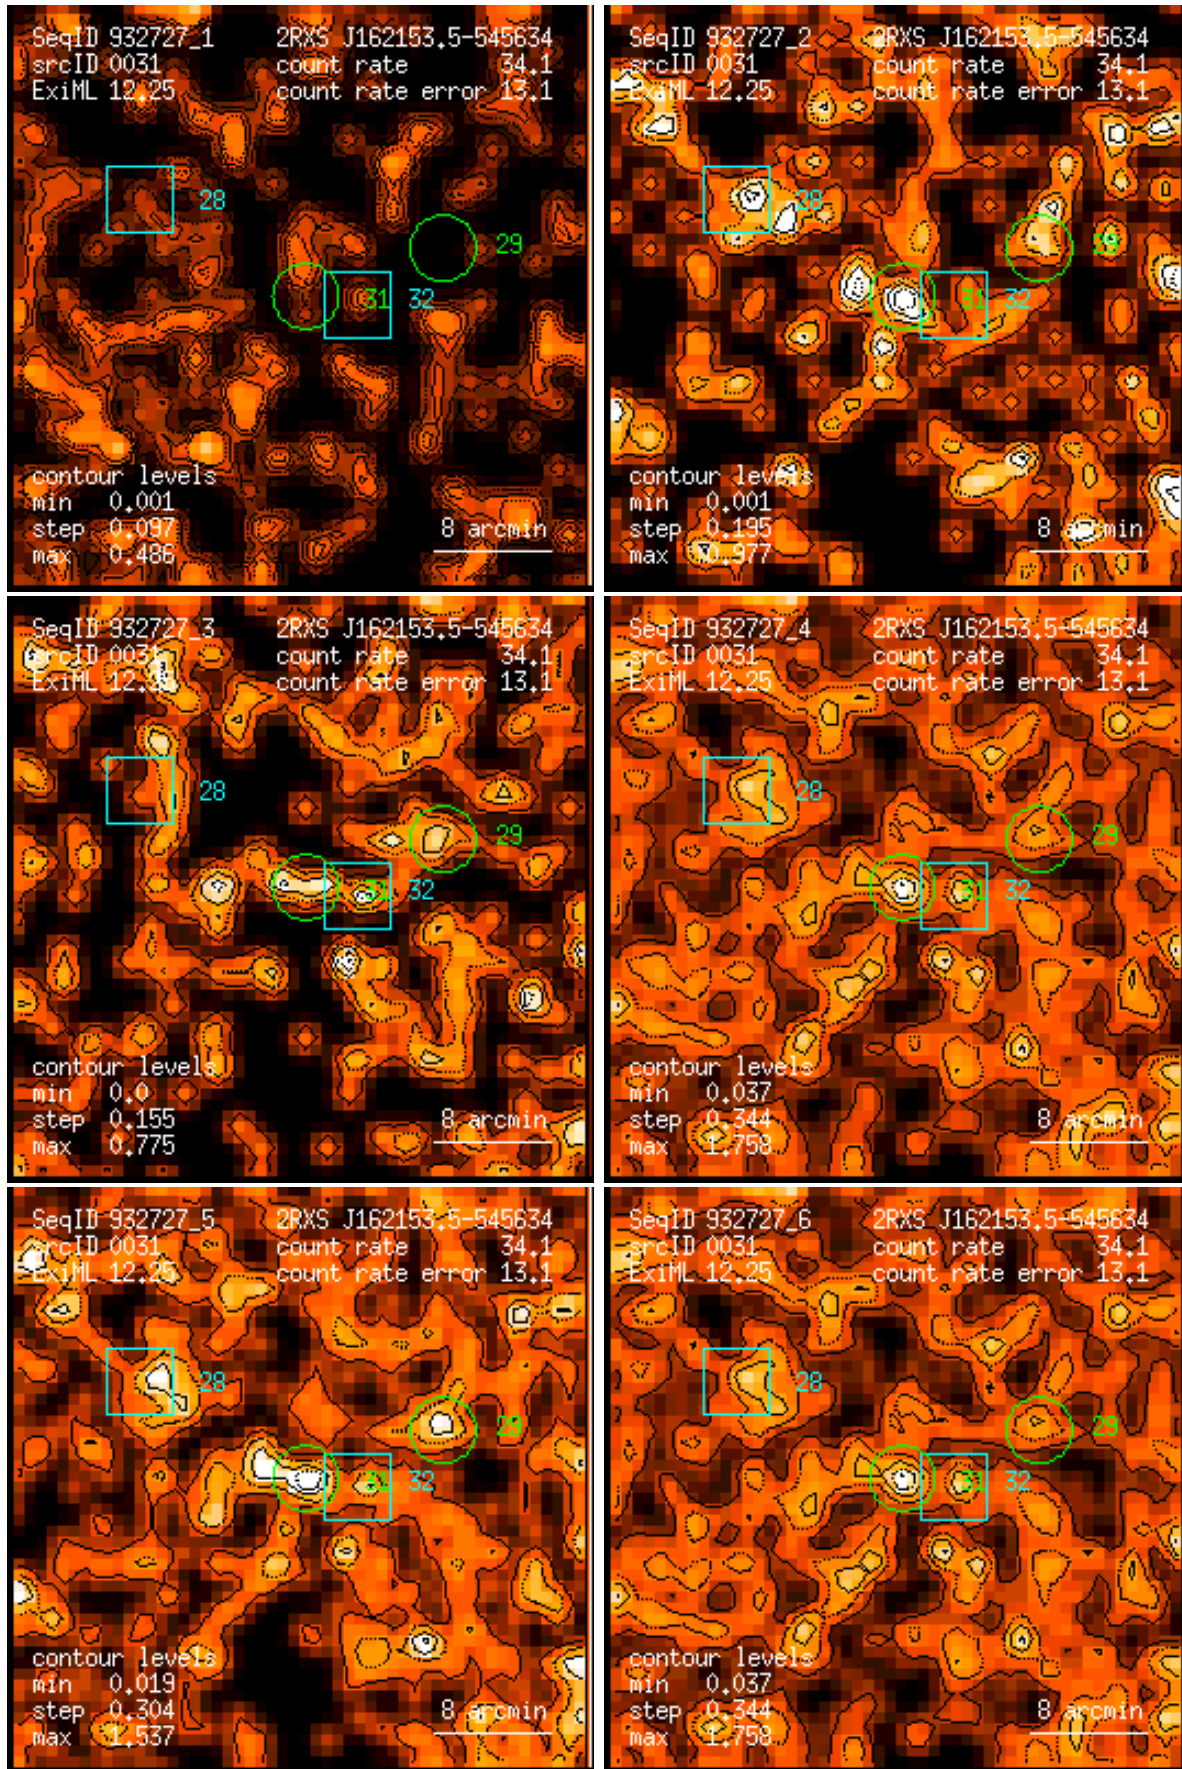 SeqID 932727_1 2RXS J162153.5-545634
srcID 0031 count rate 34.1
ExiML 12.25 count rate error 13.1
28
29
31 32
contour levels
min 0.001
step 0.097
max 0.486
8 arcmin
SeqID 932727_2 2RXS J162153.5-545634
srcID 0031 count rate 34.1
ExiML 12.25 count rate error 13.1
28
29
31 32
contour levels
min 0.001
step 0.195
max 0.977
8 arcmin
SeqID 932727_3 2RXS J162153.5-545634
srcID 0031 count rate 34.1
ExiML 12.25 count rate error 13.1
28
29
31 32
contour levels
min 0.0
step 0.155
max 0.775
8 arcmin
SeqID 932727_4 2RXS J162153.5-545634
srcID 0031 count rate 34.1
ExiML 12.25 count rate error 13.1
28
29
31 32
contour levels
min 0.037
step 0.344
max 1.758
8 arcmin
SeqID 932727_5 2RXS J162153.5-545634
srcID 0031 count rate 34.1
ExiML 12.25 count rate error 13.1
28
29
31 32
contour levels
min 0.019
step 0.304
max 1.537
8 arcmin
SeqID 932727_6 2RXS J162153.5-545634
srcID 0031 count rate 34.1
ExiML 12.25 count rate error 13.1
28
29
31 32
contour levels
min 0.037
step 0.344
max 1.758
8 arcmin